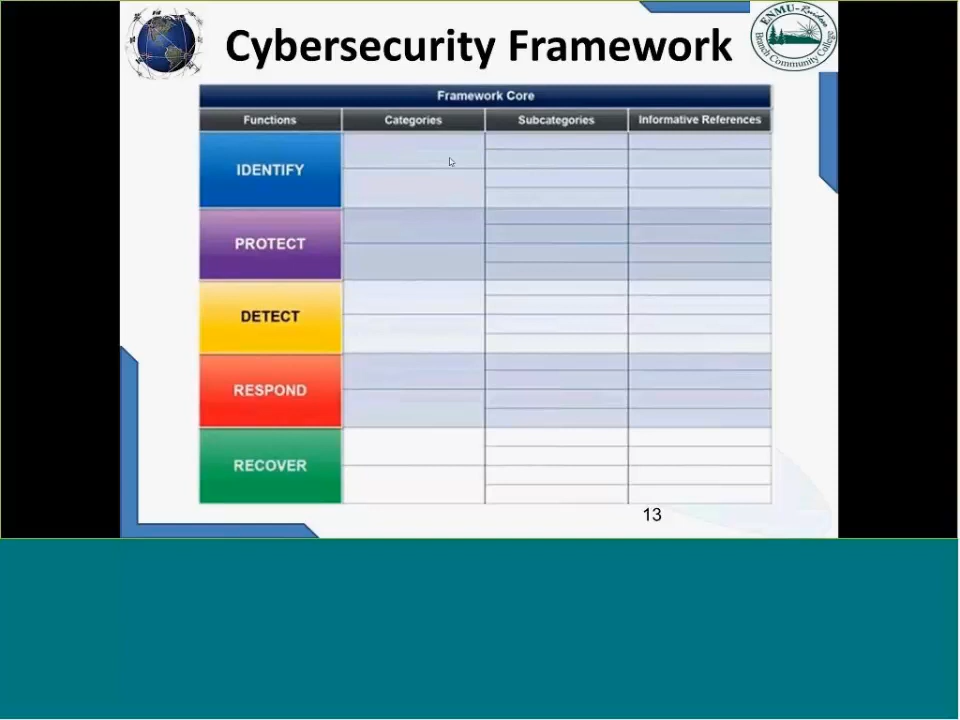 Cybersecurity Framework
ENMU-Ruidoso
Branch Community College
Framework Core
Functions Categories Subcategories Informative References
IDENTIFY
PROTECT
DETECT
RESPOND
RECOVER
13